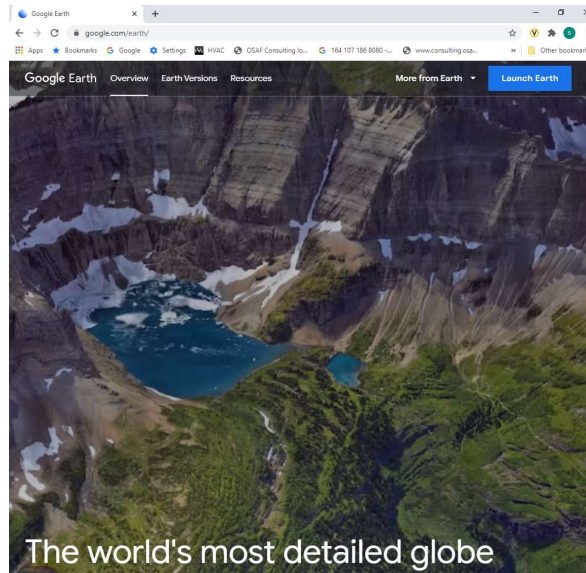 Google Earth
google.com/earth/
Apps Bookmarks Google Settings HVAC OSAF Consulting lo... 164 107 186 8080 -... www.consulting.osa... Other bookmar
Google Earth Overview Earth Versions Resources More from Earth Launch Earth
The world's most detailed globe